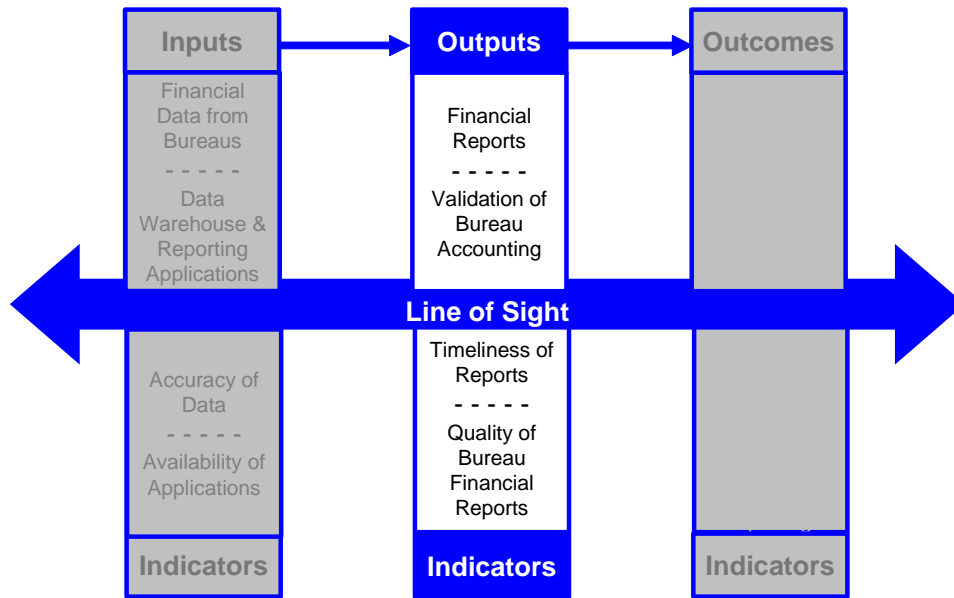 Inputs
Financial
Data from
Bureaus
- - - - -
Data
Warehouse &
Reporting
Applications
Outputs
Financial
Reports
- - - - -
Validation of
Bureau
Accounting
Outcomes
Line of Sight
Accuracy of
Data
- - - - -
Availability of
Applications
Indicators
Timeliness of
Reports
- - - - -
Quality of
Bureau
Financial
Reports
Indicators
Indicators